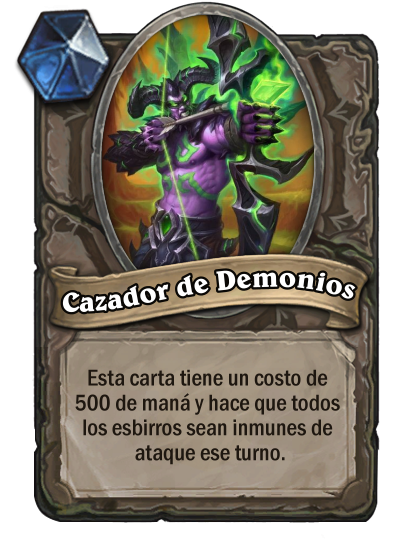 Cazador de Demonios
Esta carta tiene un costo de
500 de maná y hace que todos
los esbirros sean inmunes de
ataque ese turno.